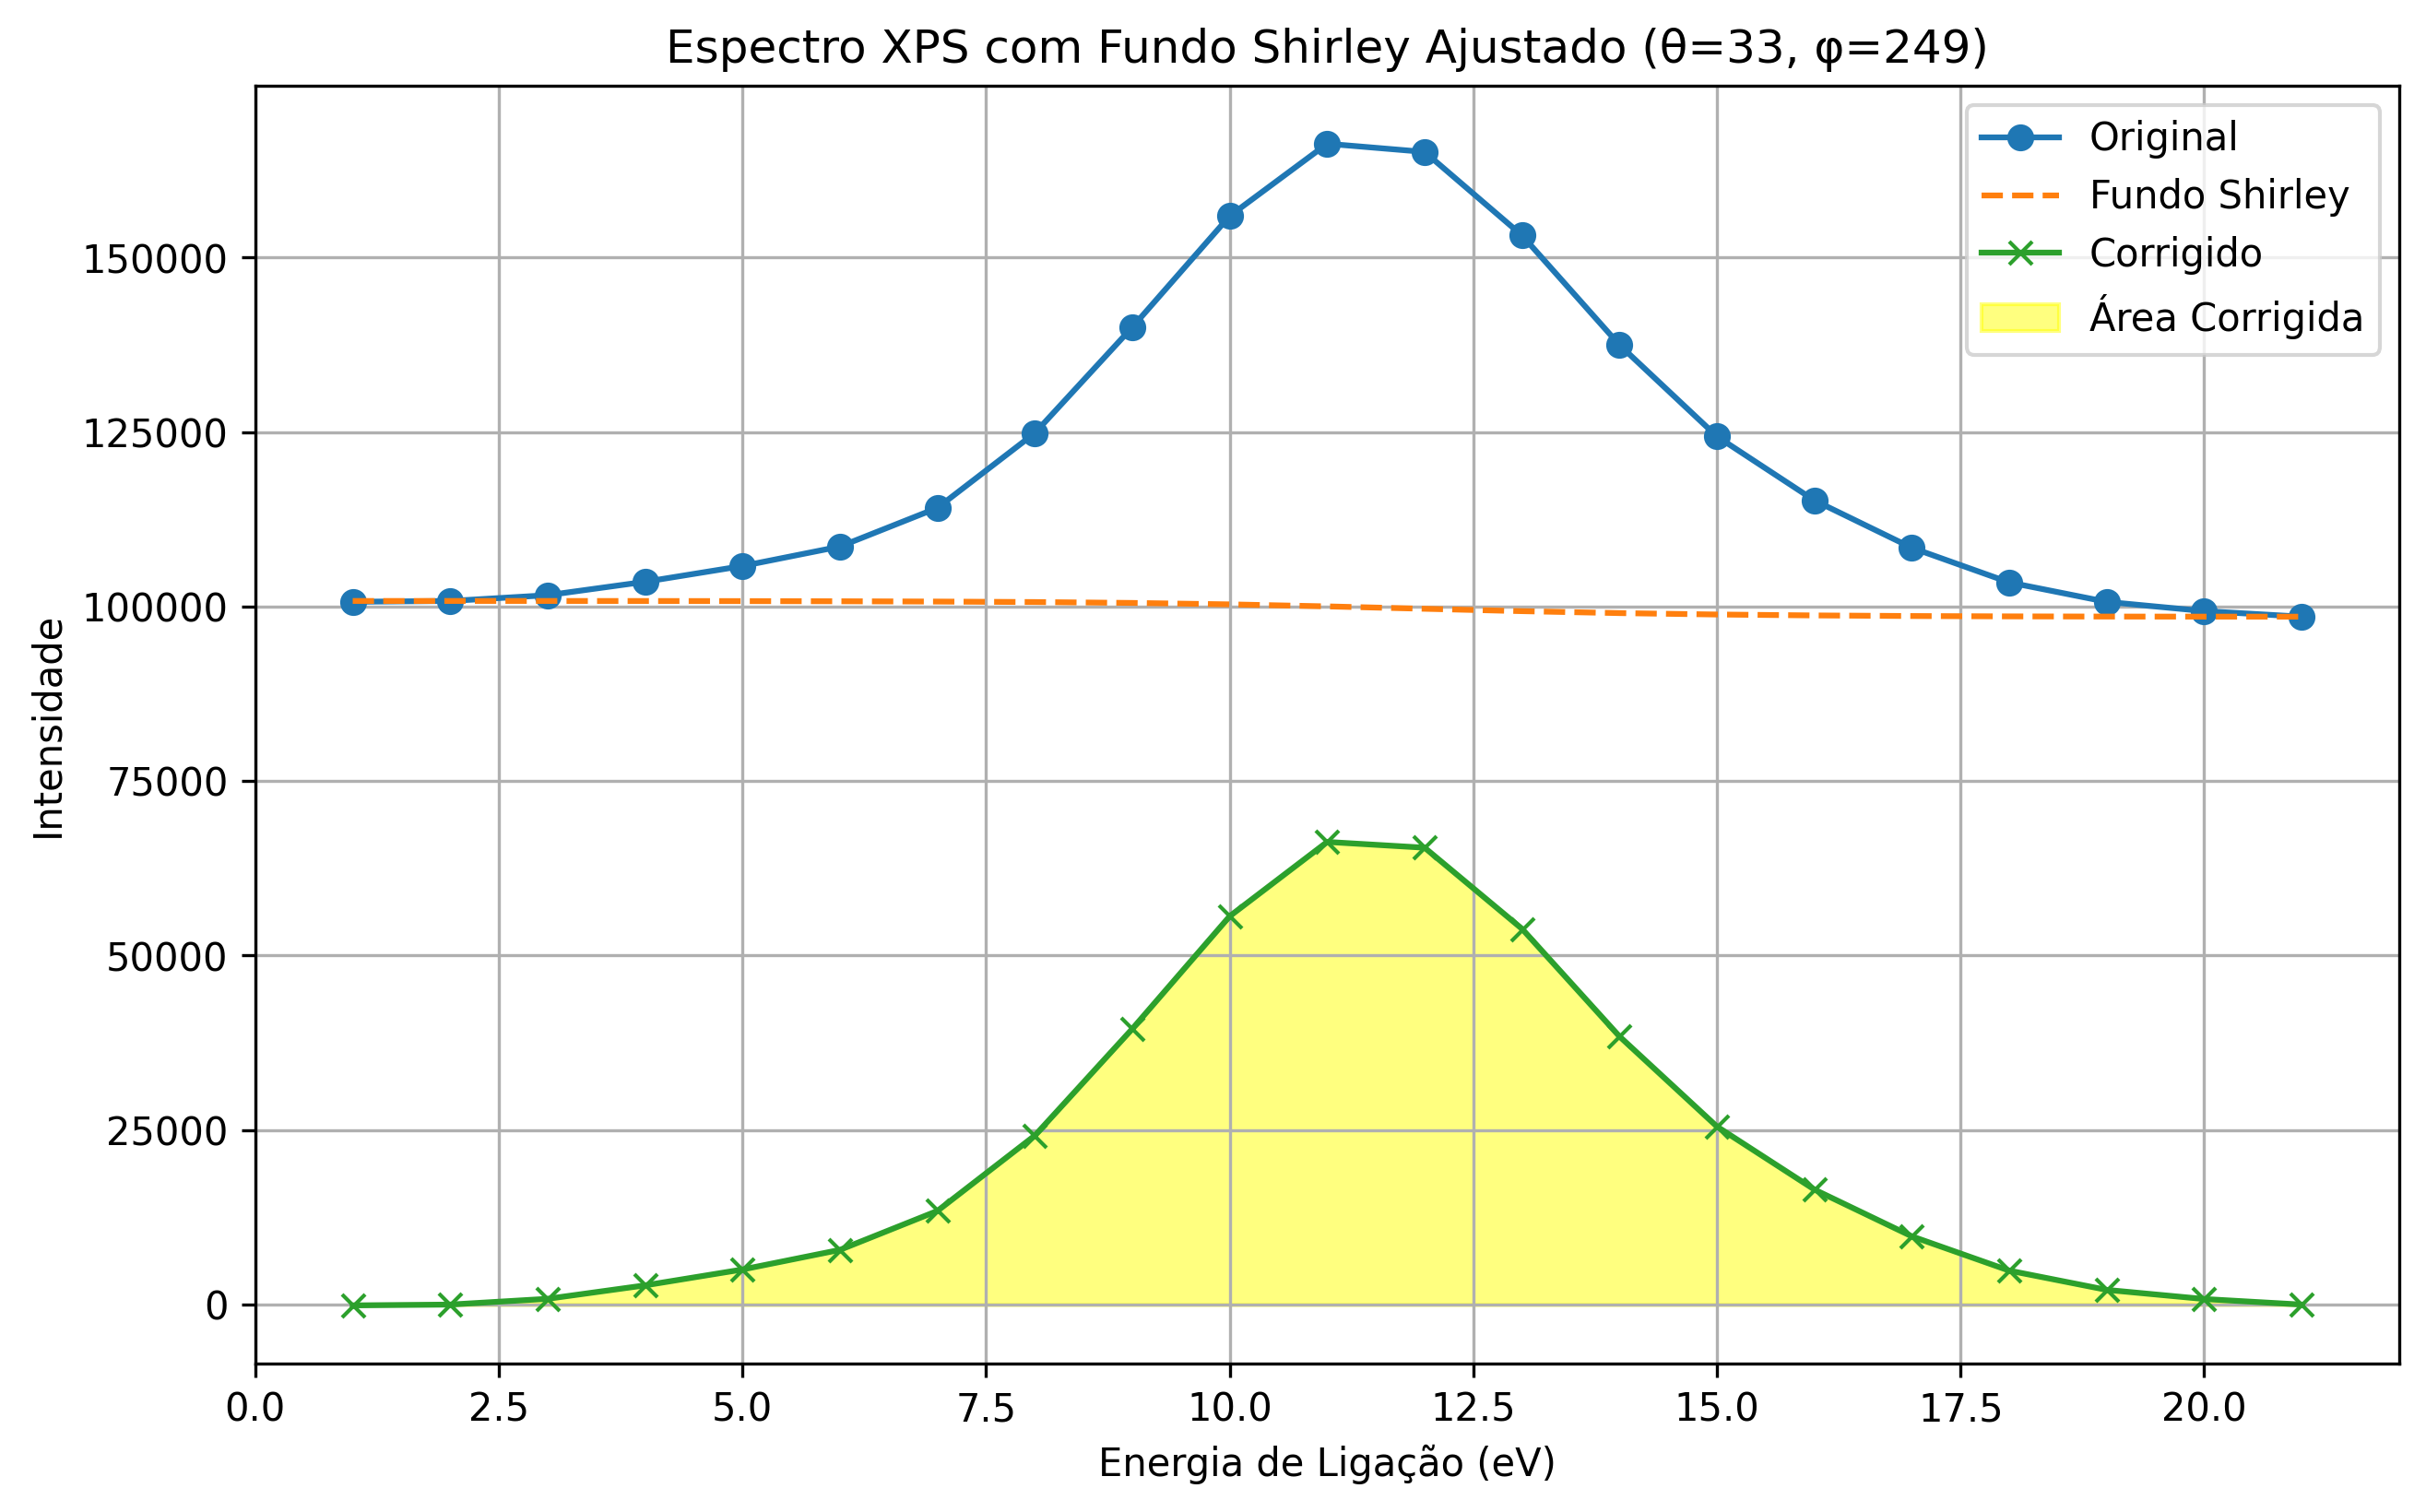 Espectro XPS com Fundo Shirley Ajustado (θ=33, φ=249)
Original
Fundo Shirley
Corrigido
Área Corrigida
Intensidade
150000
125000
100000
75000
50000
25000
0
0.0 2.5 5.0 7.5 10.0 12.5 15.0 17.5 20.0
Energia de Ligação (eV)